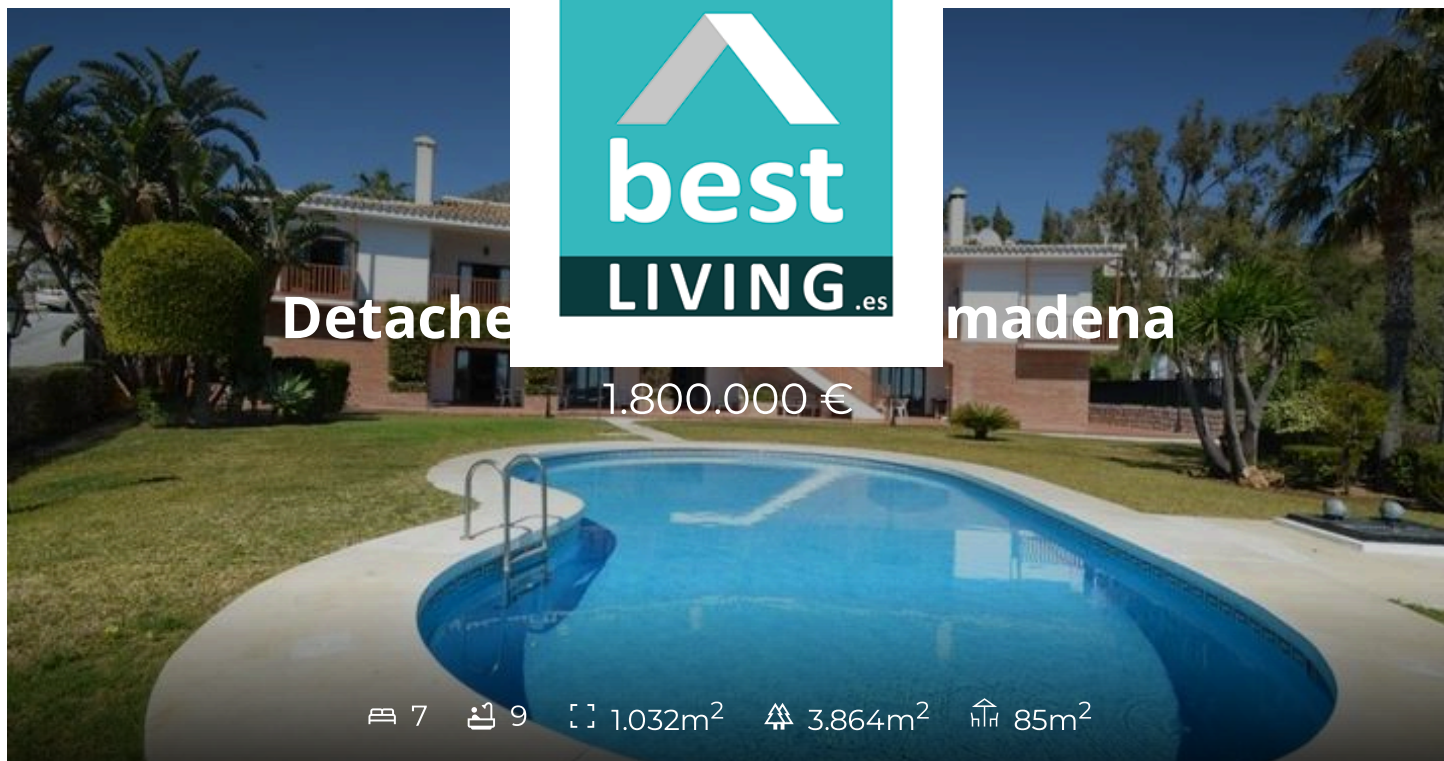 best
LIVING.es
Detache madena
1.800.000 €
7 9 1.032m² 3.864m² 85m²